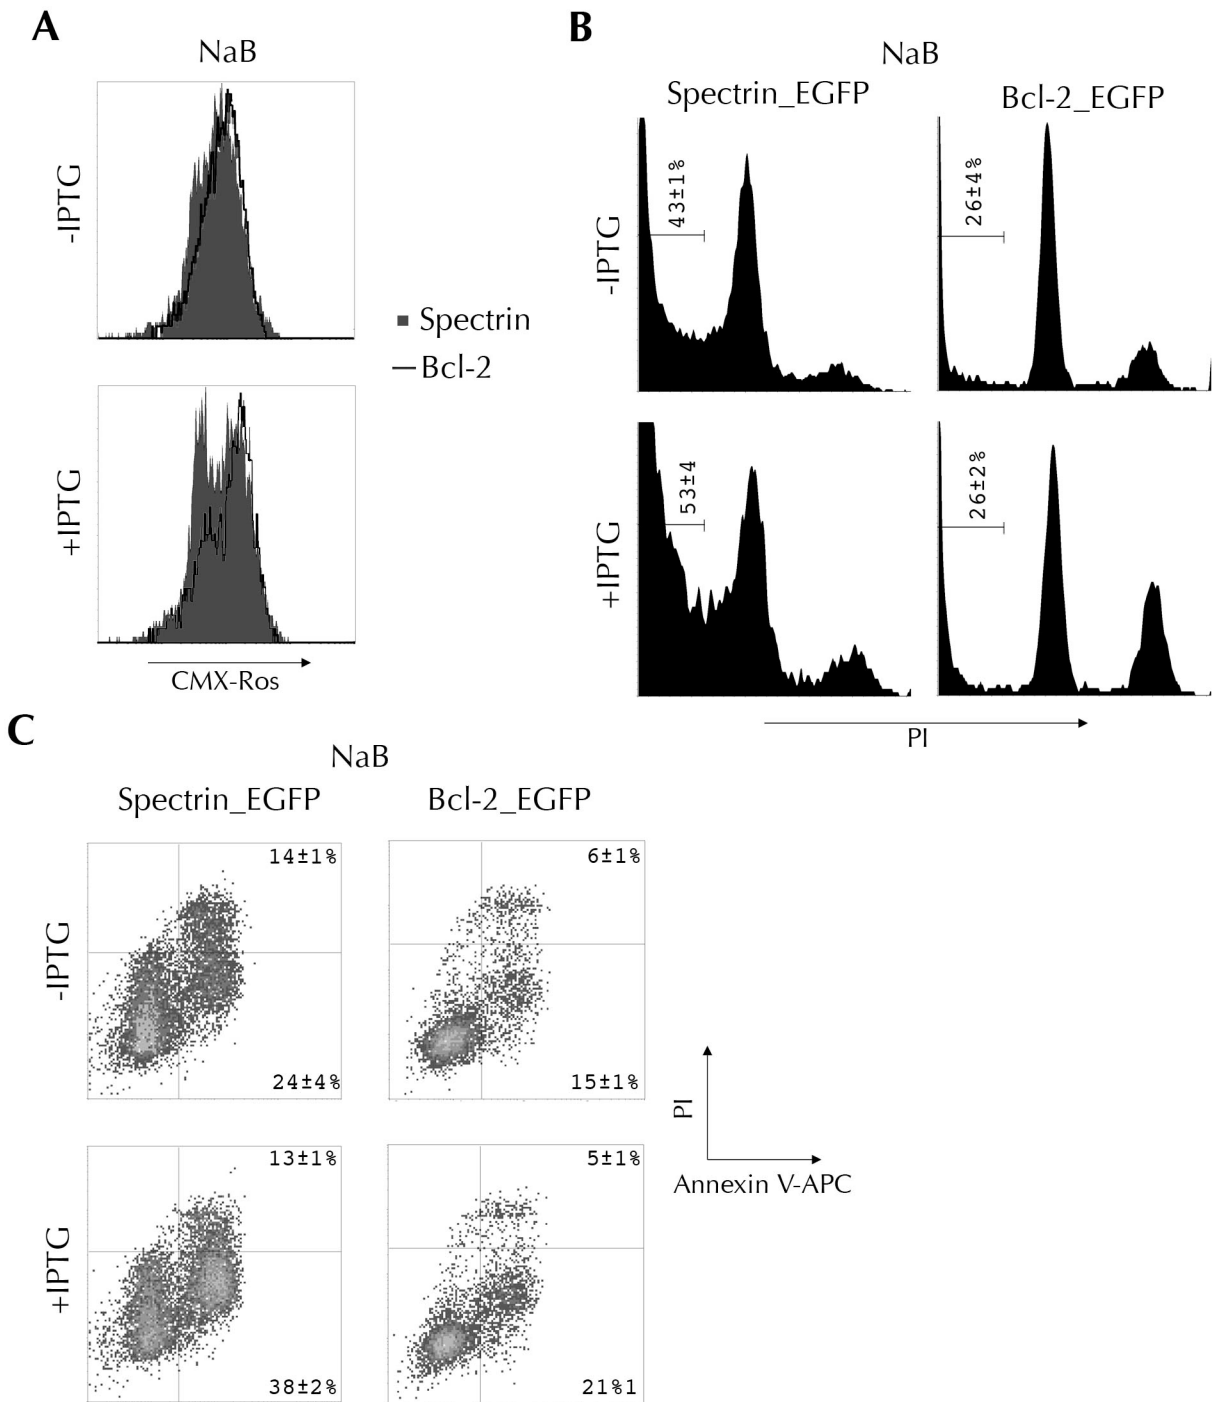 A
NaB
-IPTG
+IPTG
CMX-Ros
Spectrin
Bcl-2
B
NaB
Spectrin_EGFP
Bcl-2_EGFP
-IPTG
43±1%
26±4%
+IPTG
53±4
26±2%
PI
C
NaB
Spectrin_EGFP
Bcl-2_EGFP
-IPTG
14±1%
24±4%
6±1%
15±1%
+IPTG
13±1%
38±2%
5±1%
21%1
PI
Annexin V-APC